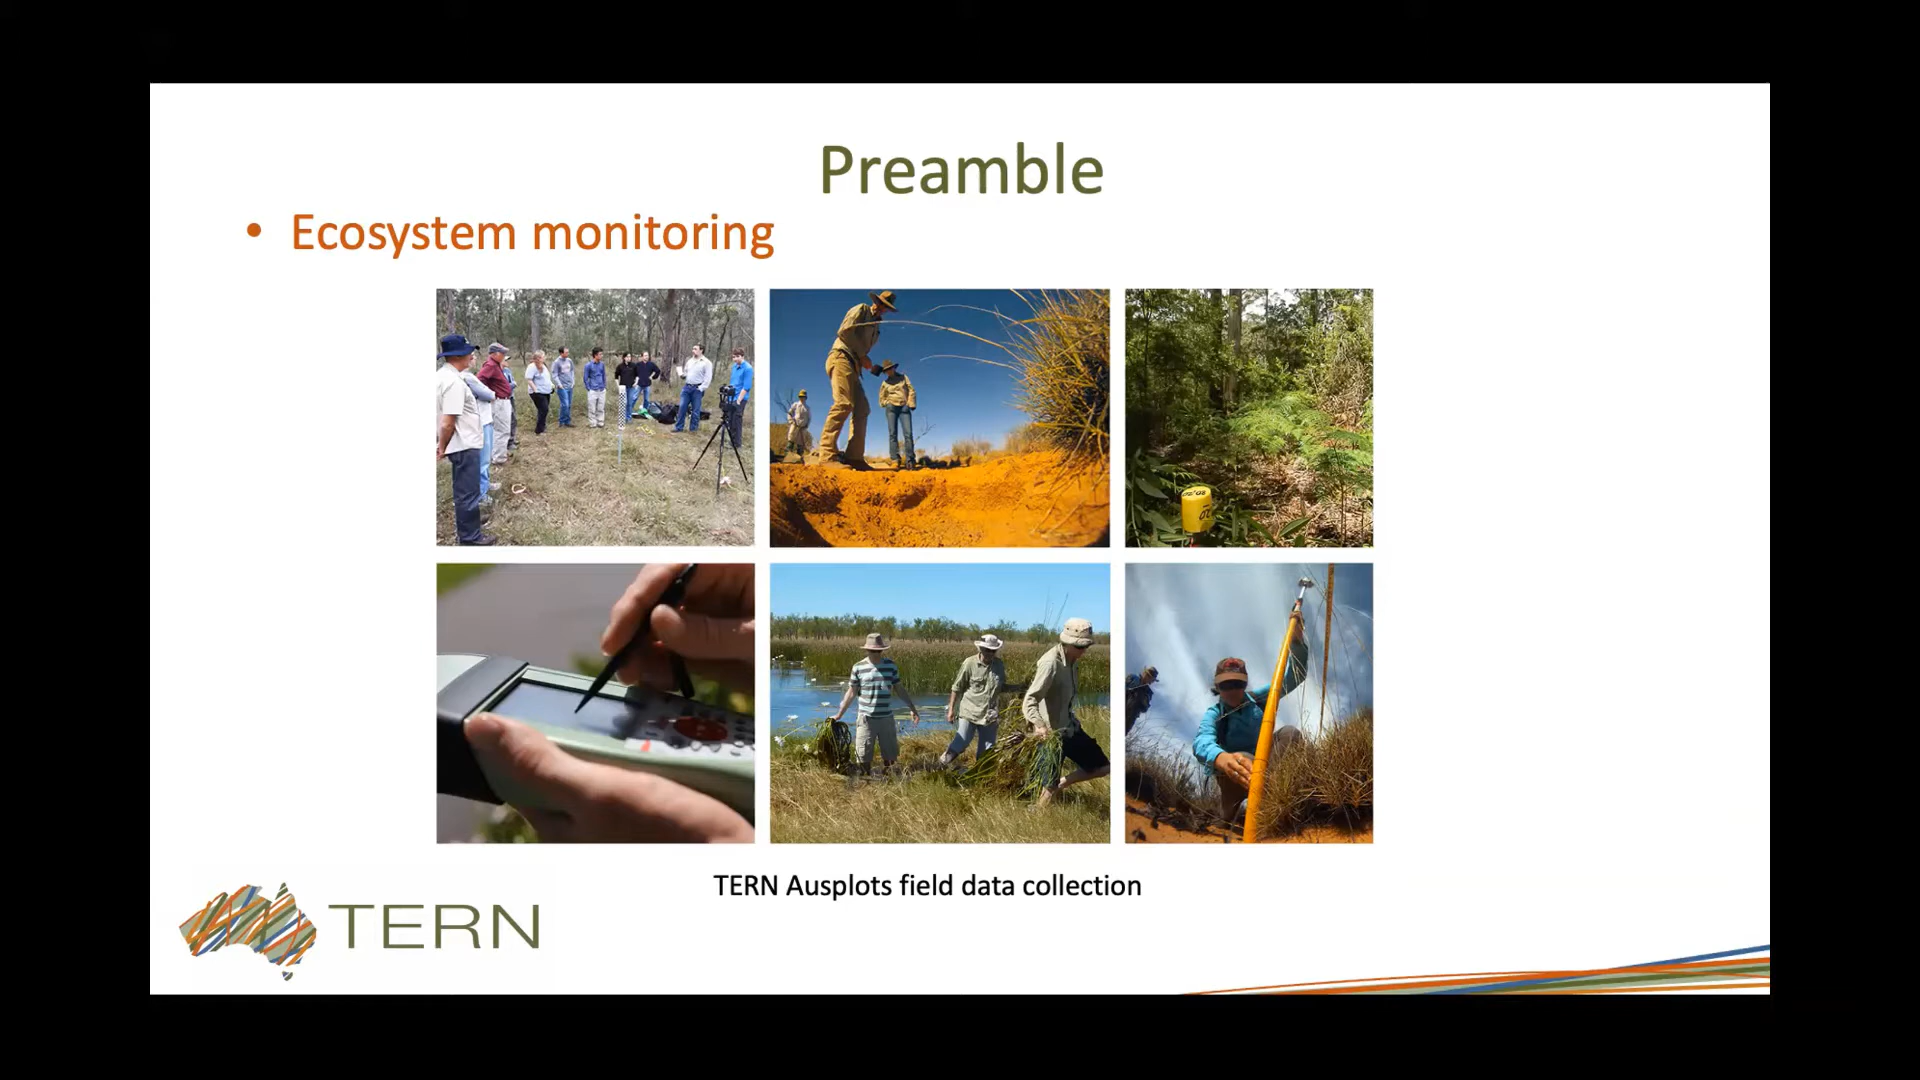 Preamble
• Ecosystem monitoring
TERN Ausplots field data collection
TERN